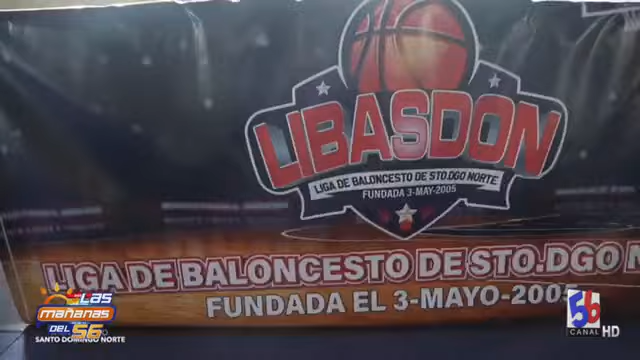 LIBASDON
LIGA DE BALONCESTO DE STO.DGO NORTE
FUNDADA 3-MAY-2005
LIGA DE BALONCESTO DE STO.DGO
FUNDADA EL 3-MAYO-2005
LAS
MAÑANAS
DEL 56
SANTO DOMINGO NORTE
56
CANAL HD